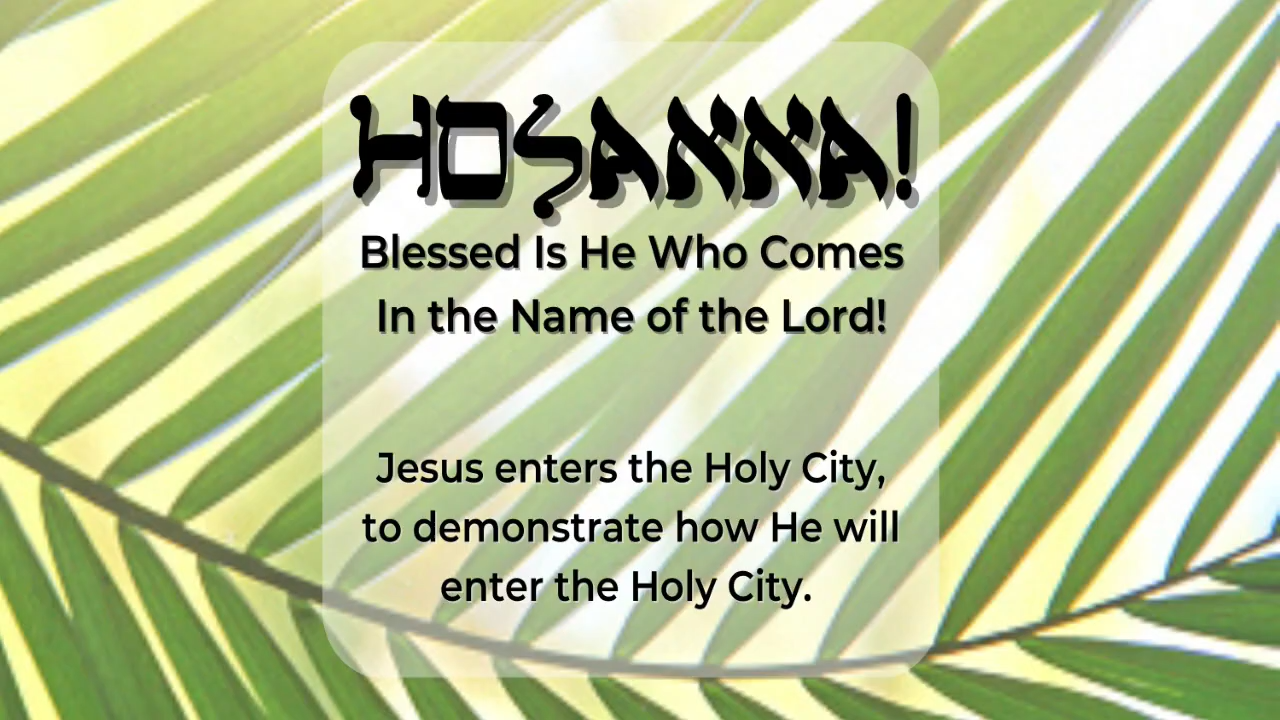 HOSANNA!
Blessed Is He Who Comes
In the Name of the Lord!
Jesus enters the Holy City,
to demonstrate how He will
enter the Holy City.